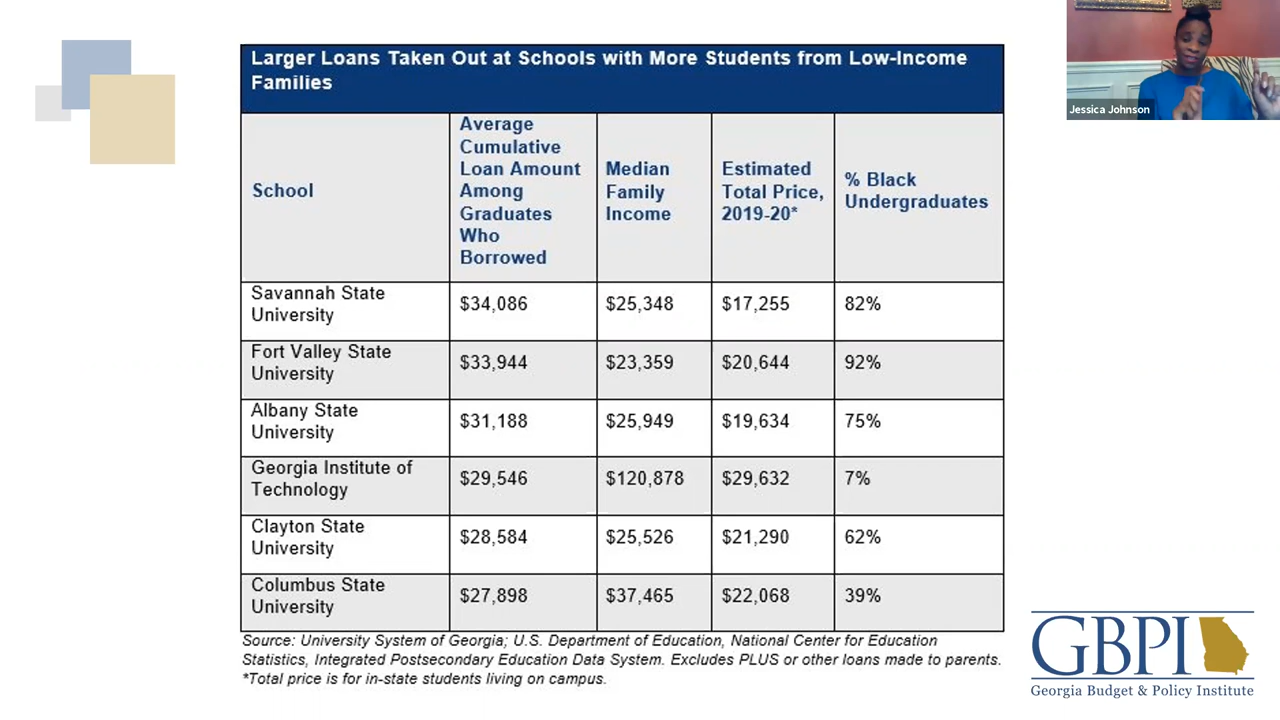 Larger Loans Taken Out at Schools with More Students from Low-Income
Families
School
Average
Cumulative
Loan Amount
Among
Graduates
Who
Borrowed
Median
Family
Income
Estimated
Total Price,
2019-20*
% Black
Undergraduates
Savannah State
University
$34,086
$25,348
$17,255
82%
Fort Valley State
University
$33,944
$23,359
$20,644
92%
Albany State
University
$31,188
$25,949
$19,634
75%
Georgia Institute of
Technology
$29,546
$120,878
$29,632
7%
Clayton State
University
$28,584
$25,526
$21,290
62%
Columbus State
University
$27,898
$37,465
$22,068
39%
Source: University System of Georgia; U.S. Department of Education, National Center for Education
Statistics, Integrated Postsecondary Education Data System. Excludes PLUS or other loans made to parents.
*Total price is for in-state students living on campus.
Jessica Johnson
GBPI
Georgia Budget & Policy Institute